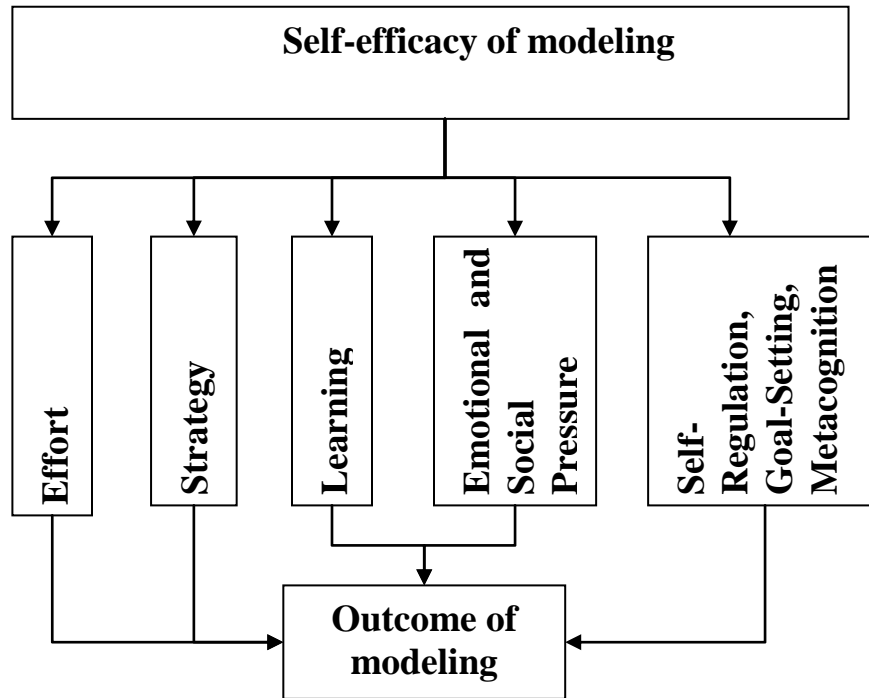 Self-efficacy of modeling
Effort
Strategy
Learning
Emotional and
Social
Pressure
Self-
Regulation,
Goal-Setting,
Metacognition
Outcome of
modeling